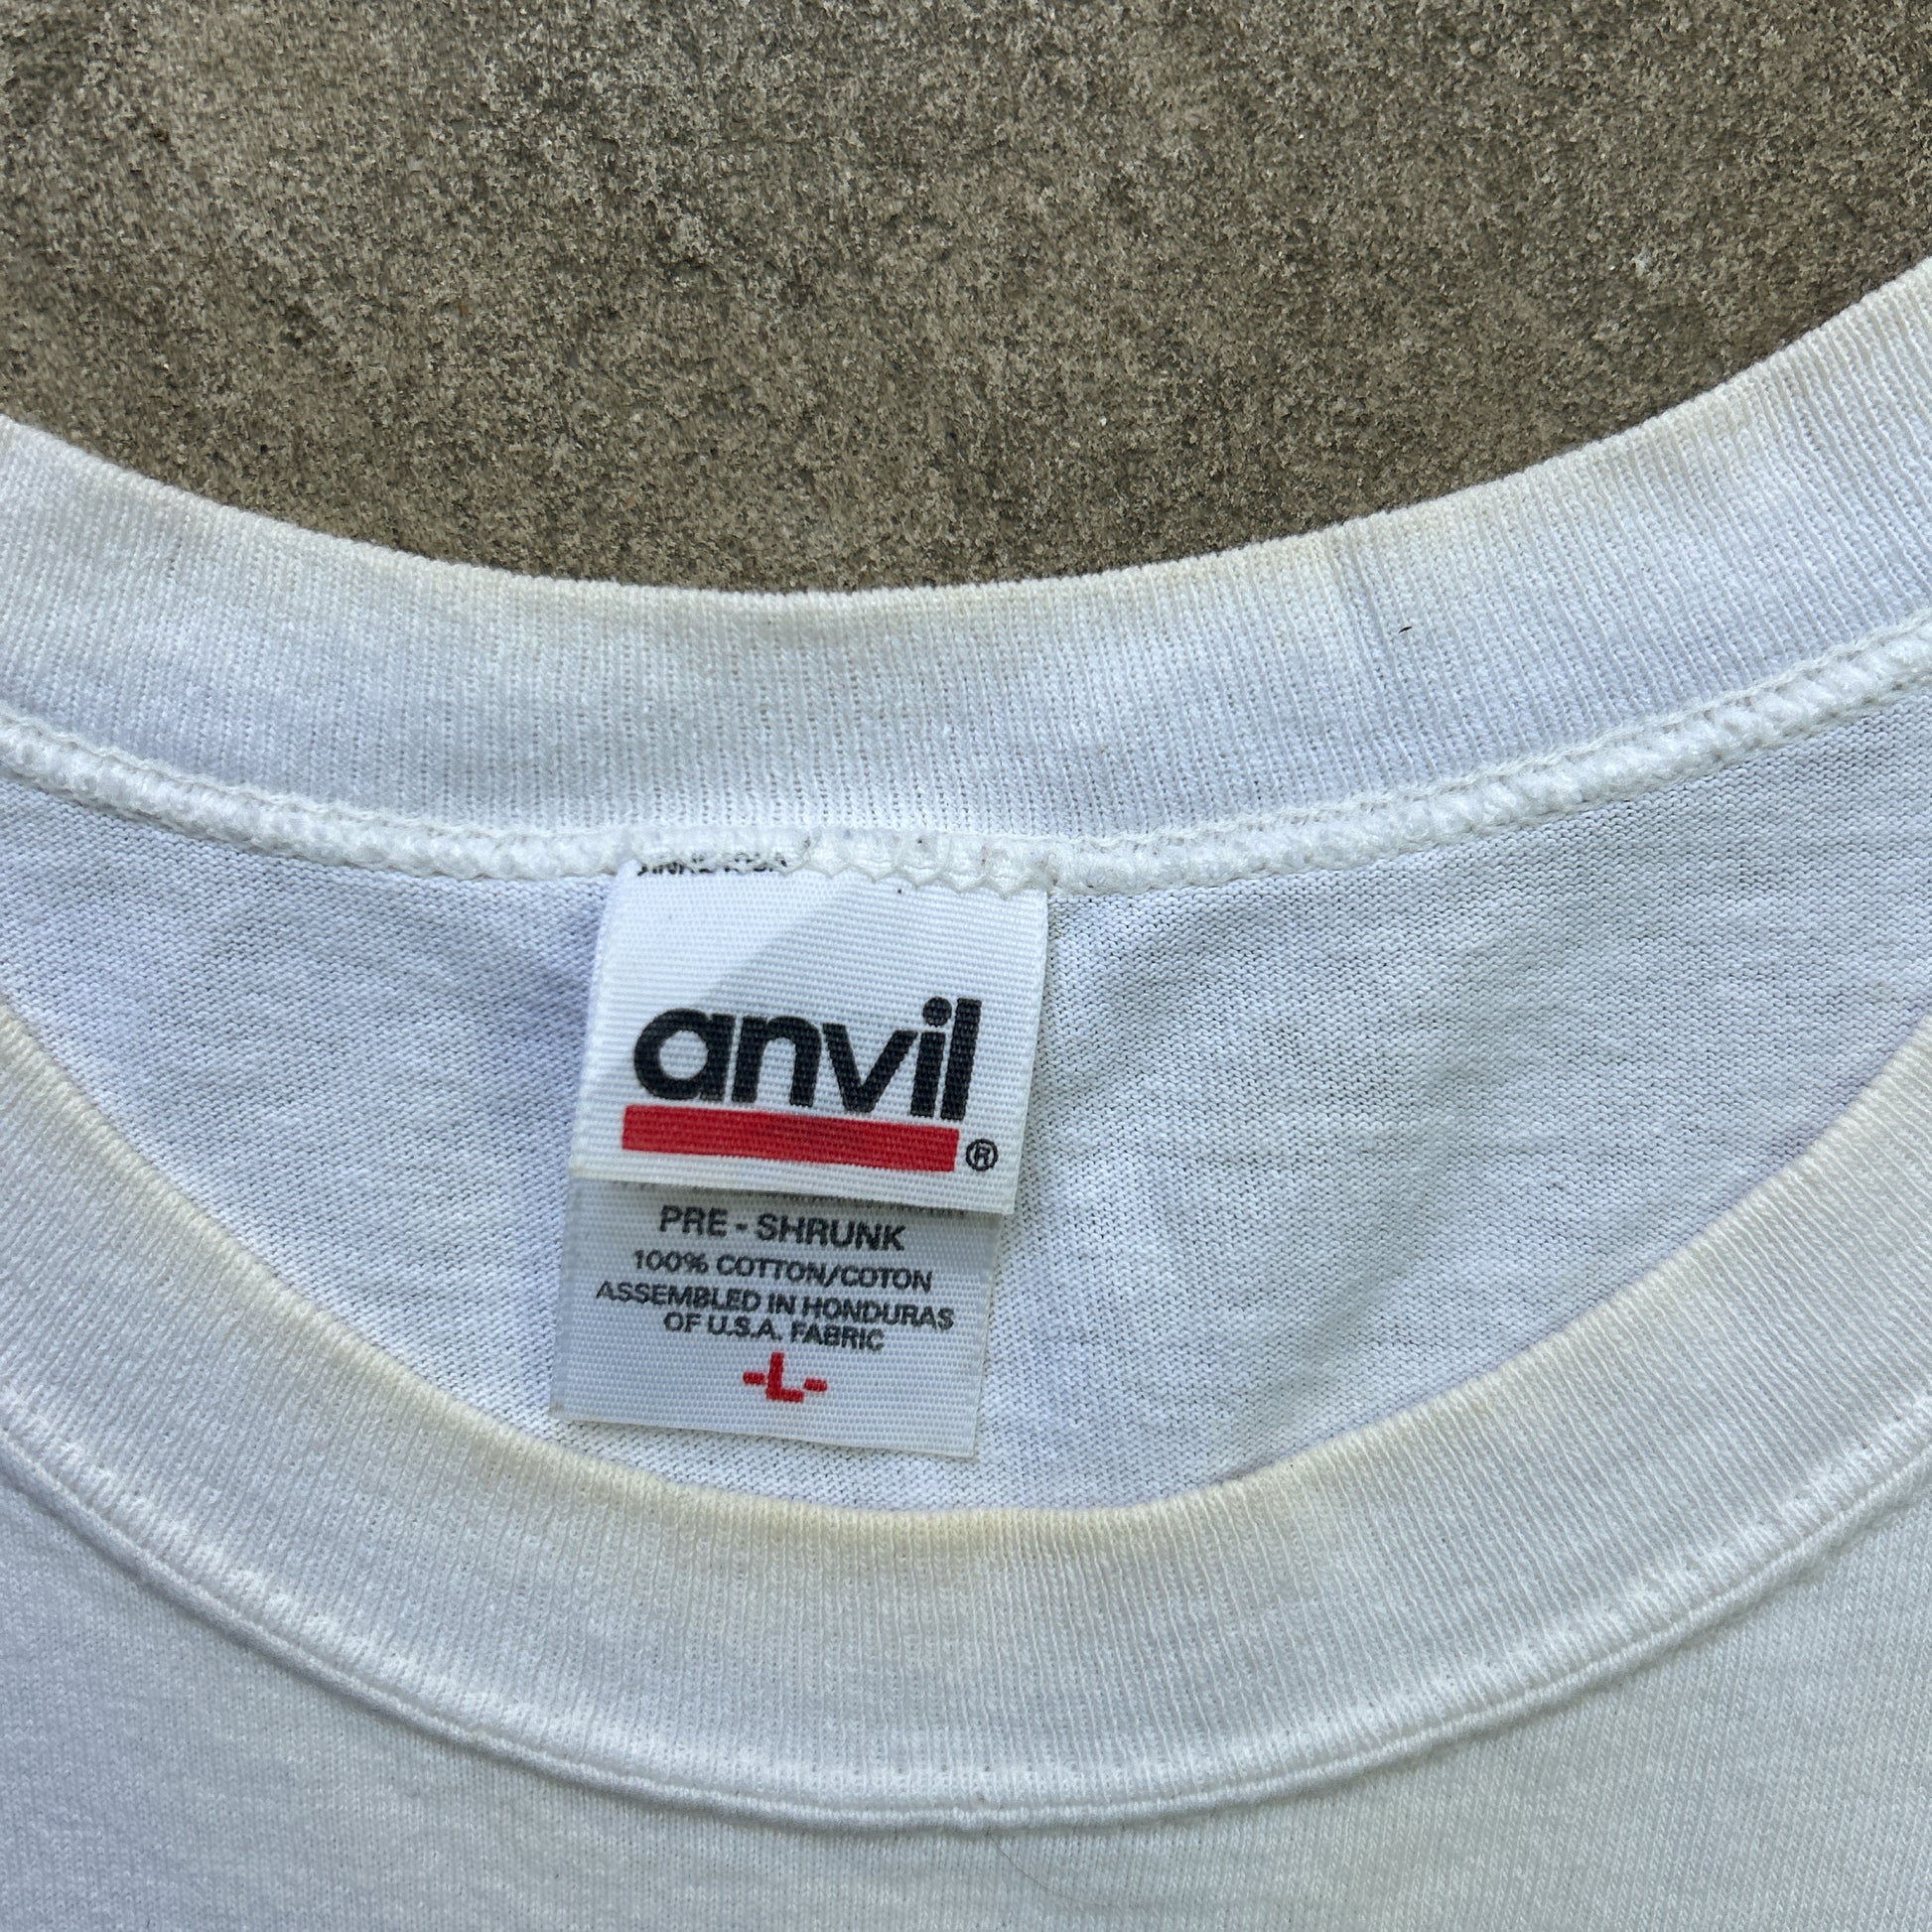 anvil®
PRE-SHRUNK
100% COTTON/COTON
ASSEMBLED IN HONDURAS
OF U.S.A. FABRIC
-L-